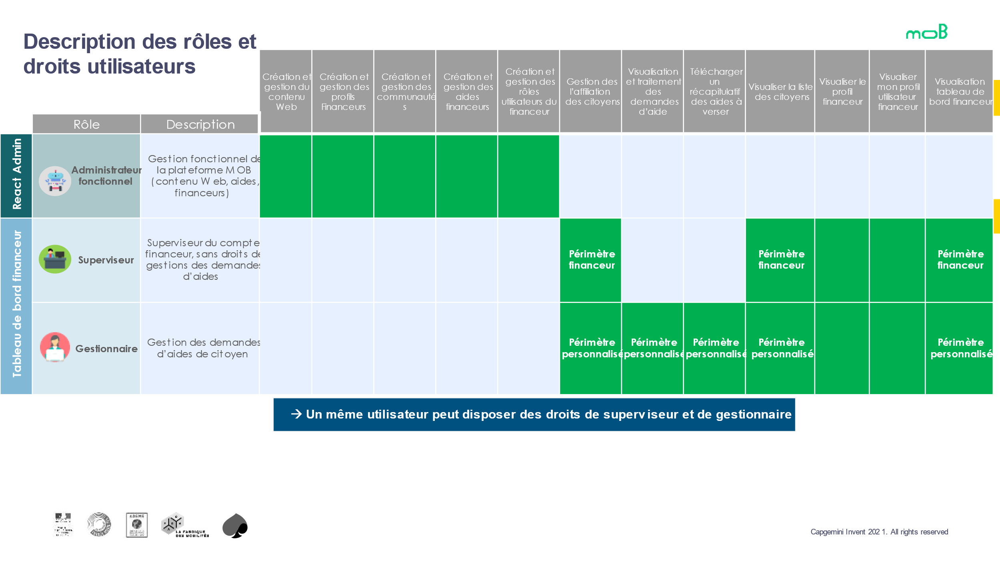 Description des rôles et
droits utilisateurs
moB
Création et
gestion du
contenu
Web
Création et
gestion des
profils
Financeurs
Création et
gestion des
communauté
s
Création et
gestion des
aides
financeurs
Création et
gestion des
rôles
utilisateurs du
financeur
Gestion des
l’affiliation
des citoyens
Visualisation
et traitement
des
demandes
d’aide
Télécharger
un
récapitulatif
des aides à
verser
Visualiser la liste
des citoyens
Visualiser le
profil
financeur
Visualiser
mon profil
utilisateur
financeur
Visualisation
tableau de
bord financeur
Rôle
Description
React Admin
Administrateur
fonctionnel
Gestion fonctionnel de
la plateforme MOB
(contenu Web, aides,
financeurs)
Tableau de bord financeur
Superviseur
Superviseur du compte
financeur, sans droits de
gestions des demandes
d’aides
Périmètre
financeur
Périmètre
financeur
Périmètre
financeur
Gestionnaire
Gestion des demandes
d’aides de citoyen
Périmètre
personnalisé
Périmètre
personnalisé
Périmètre
personnalisé
Périmètre
personnalisé
Périmètre
personnalisé
→ Un même utilisateur peut disposer des droits de superviseur et de gestionnaire
ADEME
LA FABRIQUE
DES MOBILITÉS
Capgemini Invent 2021. All rights reserved